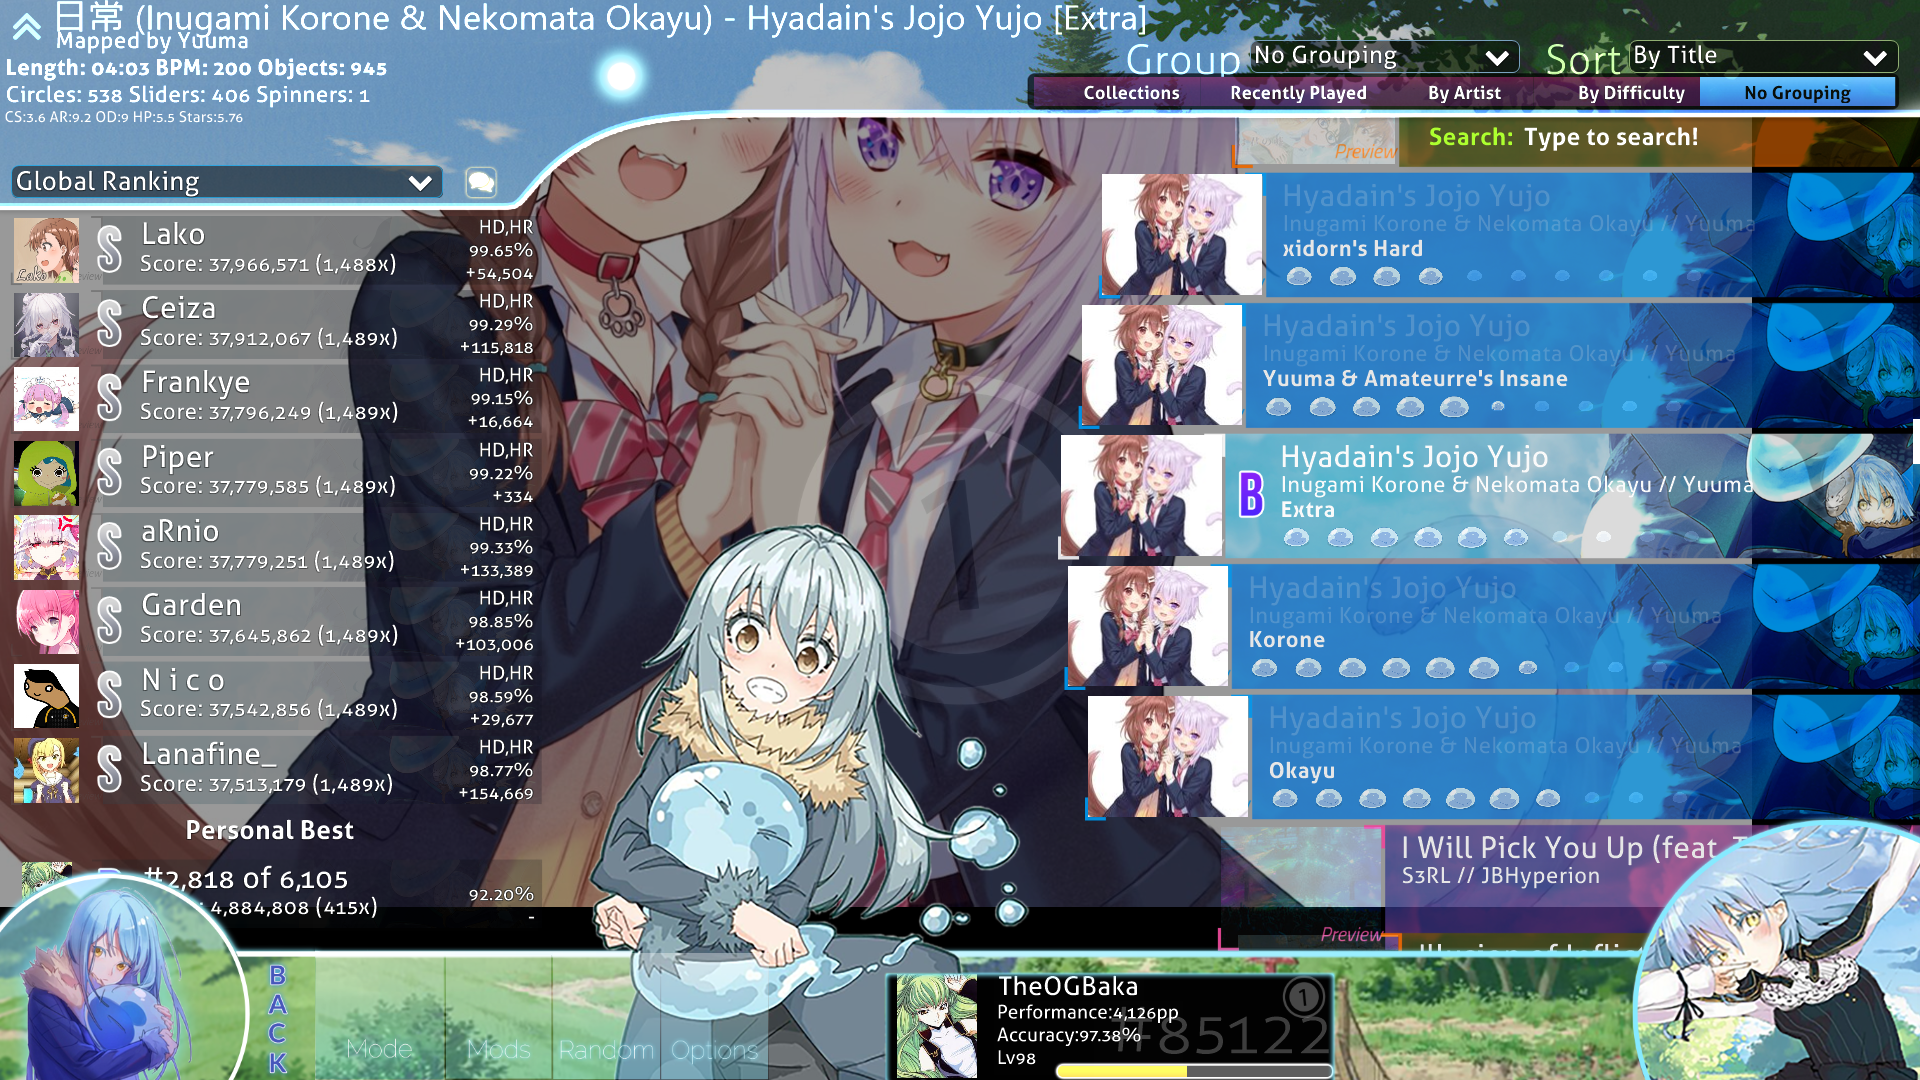 日常 (Inugami Korone & Nekomata Okayu) - Hyadain's Jojo Yujo [Extra]
Mapped by Yuuma
Length: 04:03 BPM: 200 Objects: 945
Circles: 538 Sliders: 406 Spinners: 1
CS:3.6 AR:9.2 OD:9 HP:5.5 Stars:5.76
Group No Grouping
Sort By Title
Collections Recently Played By Artist By Difficulty No Grouping
Search: Type to search!
Preview
Global Ranking
Lako
Score: 37,966,571 (1,488x)
HD,HR
99.65%
+54,504
Ceiza
Score: 37,912,067 (1,489x)
HD,HR
99.29%
+115,818
Frankye
Score: 37,796,249 (1,489x)
HD,HR
99.15%
+16,664
Piper
Score: 37,779,585 (1,489x)
HD,HR
99.22%
+334
aRnio
Score: 37,779,251 (1,489x)
HD,HR
99.33%
+133,389
Garden
Score: 37,645,862 (1,489x)
HD,HR
98.85%
+103,006
N i c o
Score: 37,542,856 (1,489x)
HD,HR
98.59%
+29,677
Lanafine_
Score: 37,513,179 (1,489x)
HD,HR
98.77%
+154,669
Personal Best
#2,818 of 6,105
4,884,808 (415x)
92.20%
-
Hyadain's Jojo Yujo
Inugami Korone & Nekomata Okayu // Yuuma
xidorn's Hard
Hyadain's Jojo Yujo
Inugami Korone & Nekomata Okayu // Yuuma
Yuuma & Amateurre's Insane
B
Hyadain's Jojo Yujo
Inugami Korone & Nekomata Okayu // Yuuma
Extra
Hyadain's Jojo Yujo
Inugami Korone & Nekomata Okayu // Yuuma
Korone
Hyadain's Jojo Yujo
Inugami Korone & Nekomata Okayu // Yuuma
Okayu
I Will Pick You Up (feat.
S3RL // JBHyperion
Preview
BACK
Mode Mods Random Options
TheOGBaka
Performance:4,126pp
Accuracy:97.38%
Lv98
#85122
1